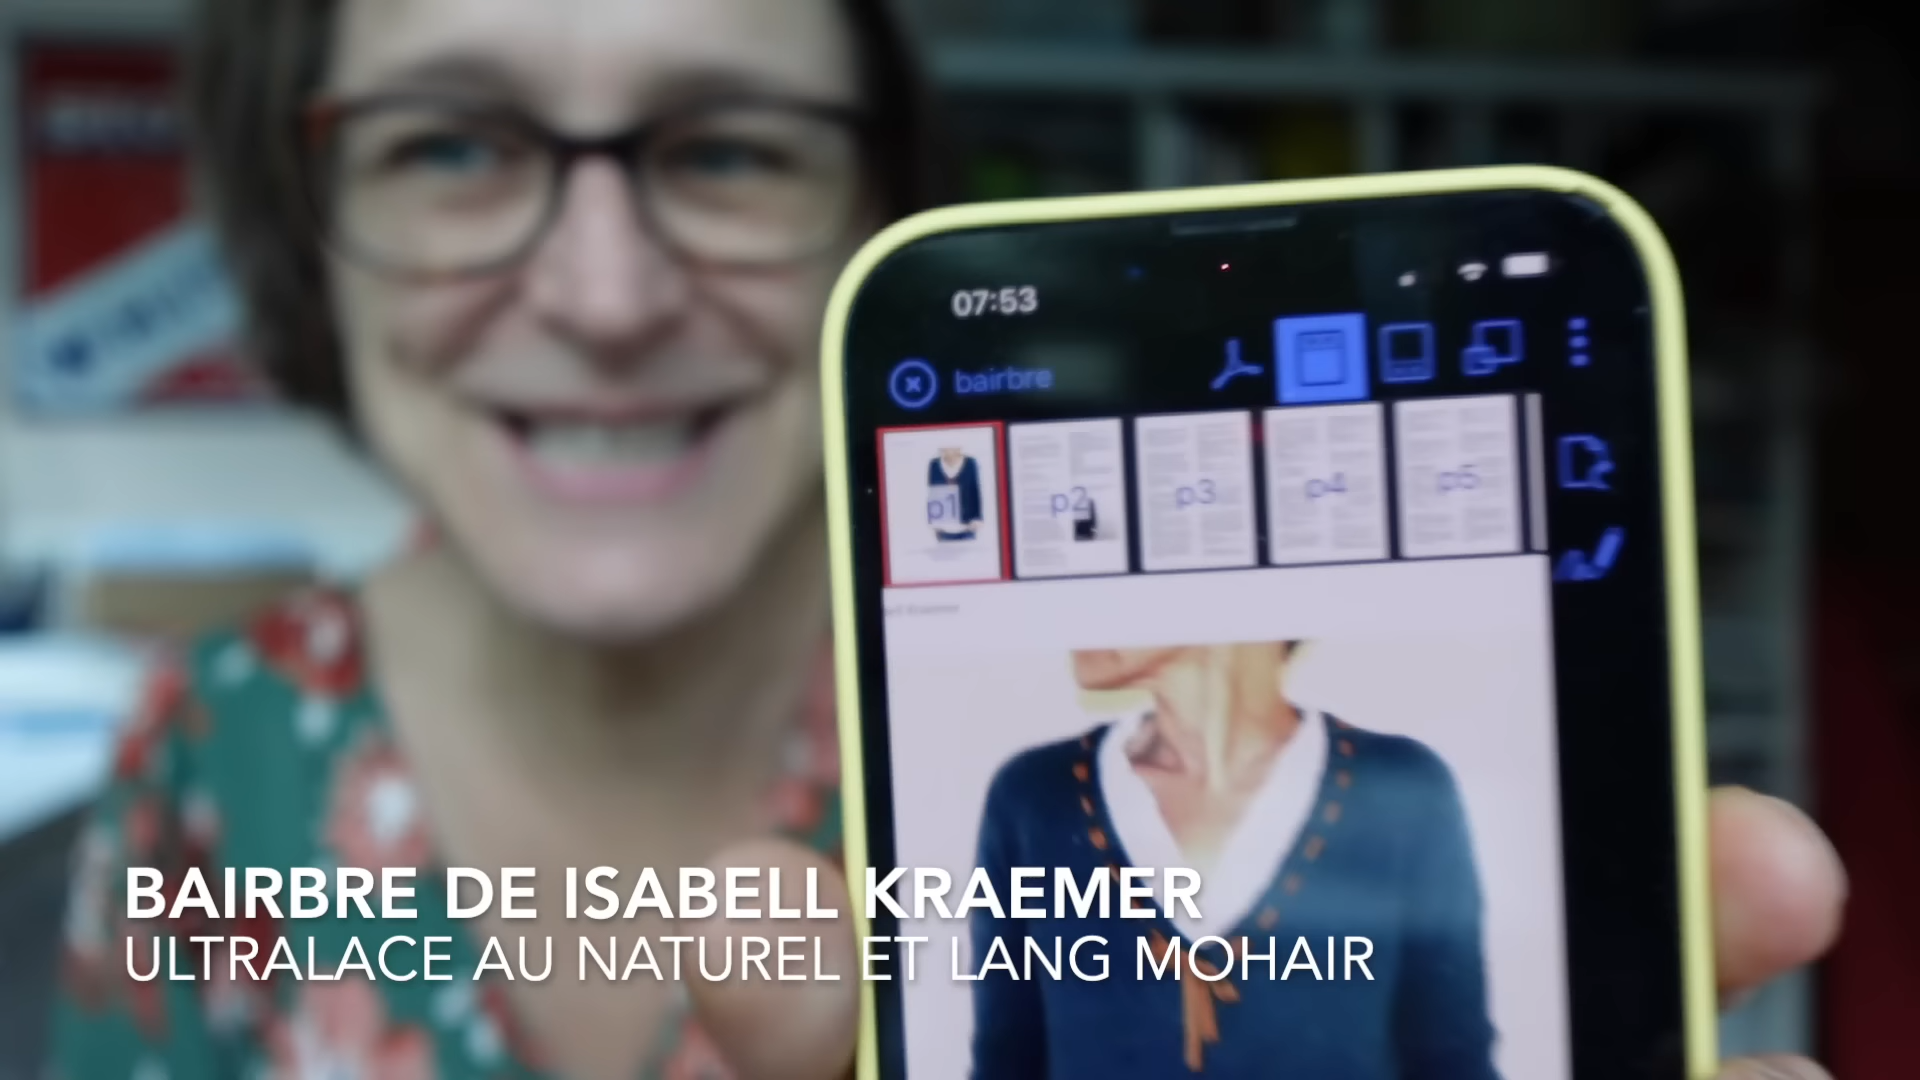 07:53
bairbre
p1
p2
p3
p4
p5
BAIRBRE DE ISABELL KRAEMER
ULTRALACE AU NATUREL ET LANG MOHAIR